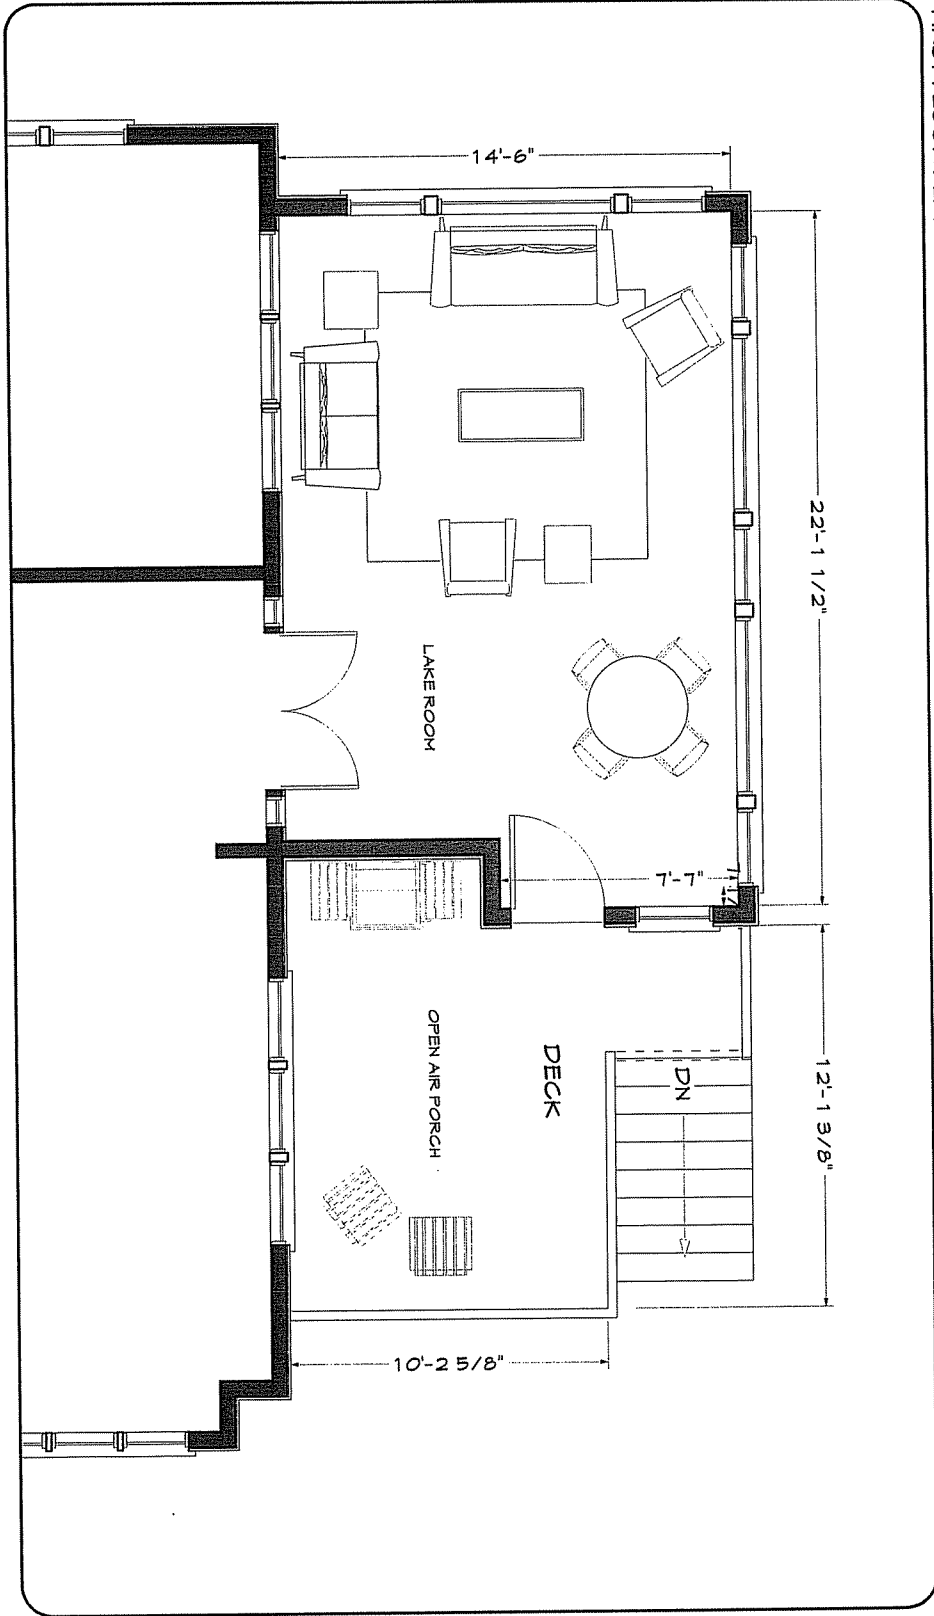 14'-6"
22'-1 1/2"
LAKE ROOM
7'-7"
12'-1 3/8"
DN
DECK
OPEN AIR PORCH
10'-2 5/8"